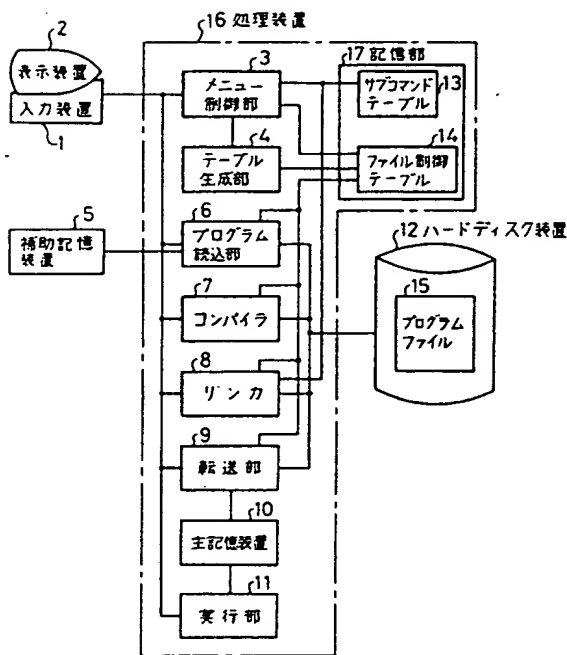 16 処理装置
2
表示装置
入力装置
1
3
メニュー
制御部
4
テーブル
生成部
17 記信部
サブコマンド
テーブル
13
14
ファイル制御
テーブル
5
補助記憶
装置
6
プログラム
読込部
7
コンパイラ
8
リンカ
9
転送部
10
主記憶装置
11
実行部
12 ハードディスク装置
15
プログラム
ファイル